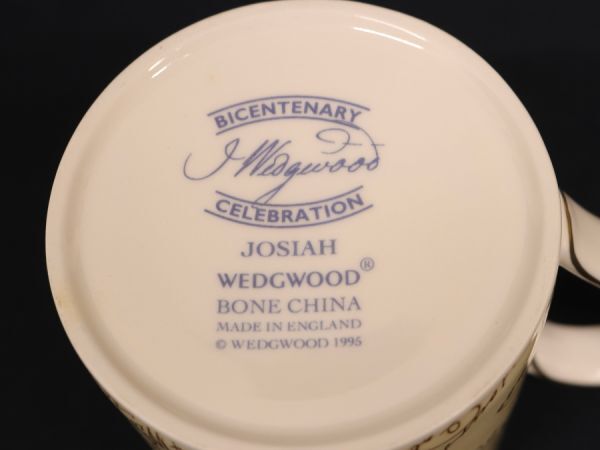 BICENTENARY
J Wedgwood
CELEBRATION
JOSIAH
WEDGWOOD®
BONE CHINA
MADE IN ENGLAND
© WEDGWOOD 1995